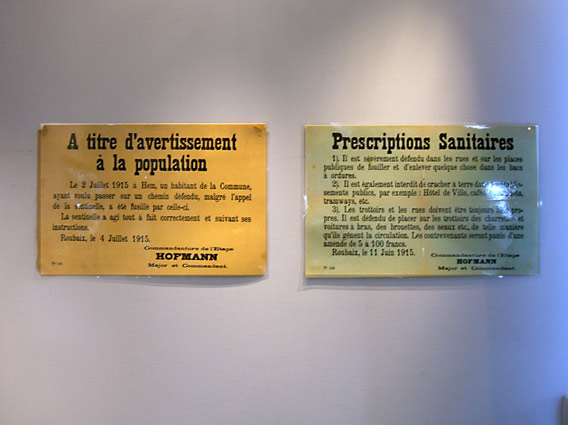 A titre d'avertissement
à la population
Le 2 Juillet 1915 à Hem, un habitant de la Commune,
ayant voulu passer sur un chemin défendu, malgré l'appel
de la sentinelle, a été fusillé par celle-ci.
La sentinelle a agi tout à fait correctement et suivant ses
instructions.
Roubaix, le 4 Juillet 1915.
Commandanture de l'Etape
HOFMANN
Major et Commandant.
Prescriptions Sanitaires
1). Il est sévèrement défendu dans les rues et sur les places
publiques de fouiller et d'enlever quelque chose dans les bacs
à ordures.
2). Il est également interdit de cracher à terre dans
sements publics, par exemple : Hôtel de Ville,
tramways, etc.
3). Les trottoirs et les rues doivent être toujours
pres. Il est défendu de placer sur les trottoirs des charrettes et
voitures à bras, des brouettes, des seaux etc., de telle manière
qu'ils gênent la circulation. Les contrevenants seront punis d'une
amende de 5 à 100 francs.
Roubaix, le 11 Juin 1915.
Commandanture de l'Etape
HOFMANN
Major et Commandant.